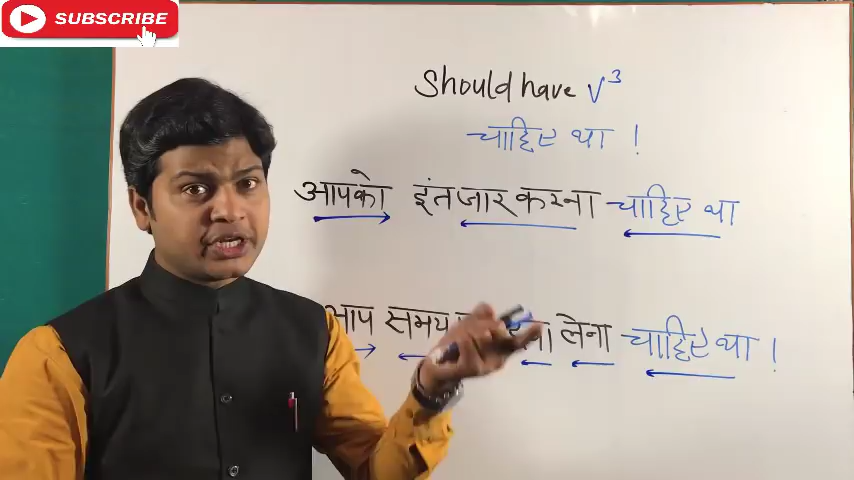 SUBSCRIBE
Should have V³
चाहिए था !
आपको इंतजार करना चाहिए था
आप समय लेना चाहिए था !